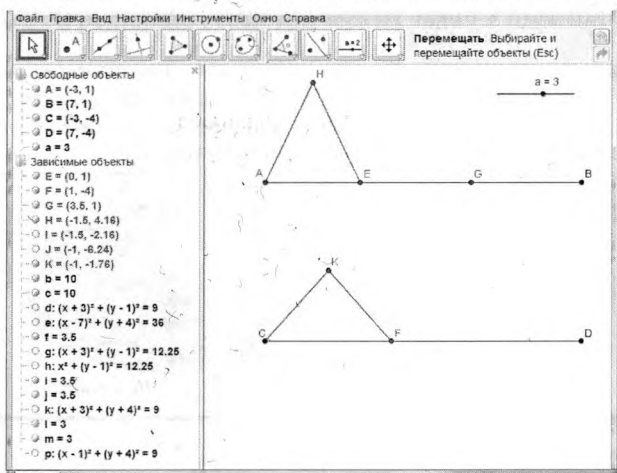 Файл Правка Вид Настройки Инструменты Окно Справка
Перемещать Выбирайте и
перемещайте объекты (Esc)
A
a=2
Свободные объекты
A = (-3, 1)
B = (7, 1)
C = (-3, -4)
D = (7, -4)
a = 3
Зависимые объекты
E = (0, 1)
F = (1, -4)
G = (3.5, 1)
H = (-1.5, 4.16)
I = (-1.5, -2.16)
J = (-1, -6.24)
K = (-1, -1.76)
b = 10
c = 10
d: (x + 3)² + (y - 1)² = 9
e: (x - 7)² + (y + 4)² = 36
f = 3.5
g: (x + 3)² + (y - 1)² = 12.25
h: x² + (y - 1)² = 12.25
i = 3.5
j = 3.5
k: (x + 3)² + (y + 4)² = 9
l = 3
m = 3
p: (x - 1)² + (y + 4)² = 9
H
a = 3
A E G B
K
C F D